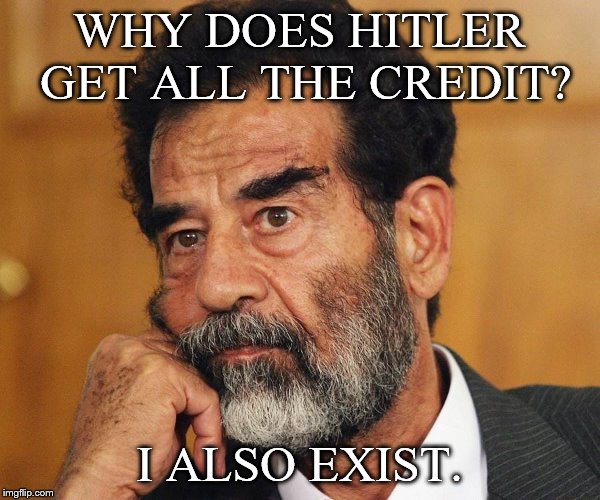 WHY DOES HITLER
GET ALL THE CREDIT?
I ALSO EXIST.
imgflip.com